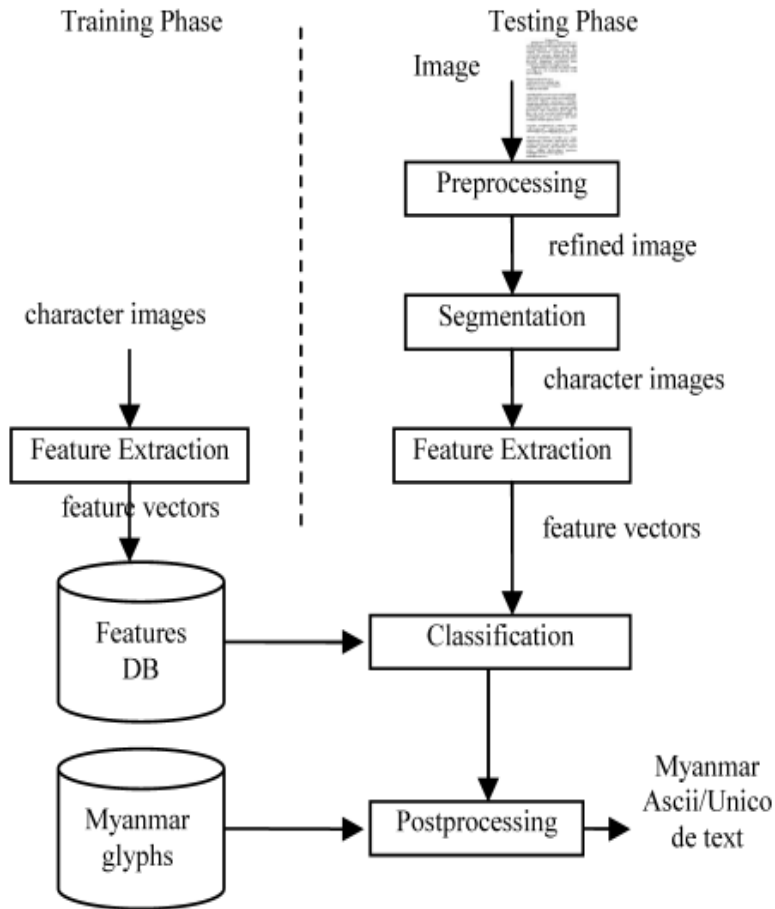 Training Phase
Testing Phase
Image
Preprocessing
refined image
character images
Segmentation
character images
Feature Extraction
Feature Extraction
feature vectors
feature vectors
Features
DB
Classification
Myanmar
glyphs
Postprocessing
Myanmar
Ascii/Unico
de text